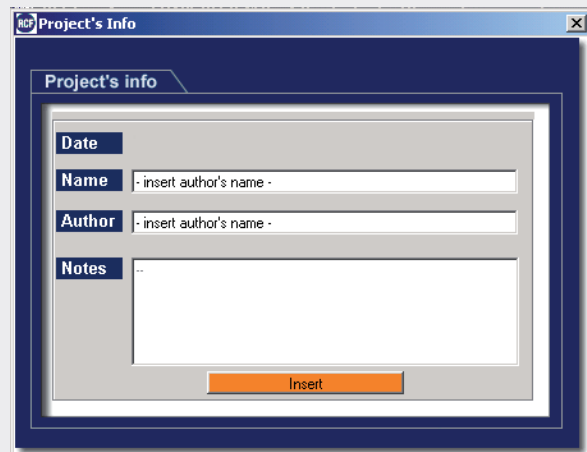 RCF Project's Info
Project's info
Date
Name - insert author's name -
Author - insert author's name -
Notes --
Insert